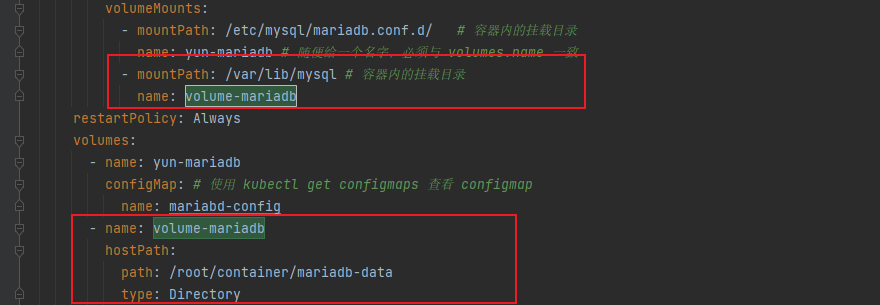 volumeMounts:
- mountPath: /etc/mysql/mariadb.conf.d/ # 容器内的挂载目录
name: yun-mariadb # 随便给一个名字，必须与 volumes.name 一致
- mountPath: /var/lib/mysql # 容器内的挂载目录
name: volume-mariadb
restartPolicy: Always
volumes:
- name: yun-mariadb
configMap: # 使用 kubectl get configmaps 查看 configmap
name: mariabd-config
- name: volume-mariadb
hostPath:
path: /root/container/mariadb-data
type: Directory